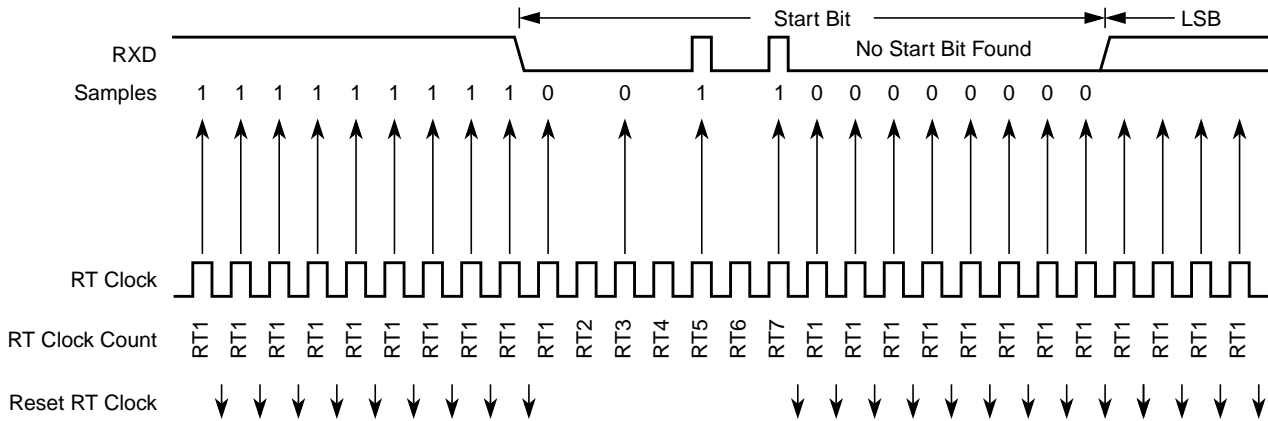 Start Bit LSB
RXD No Start Bit Found
Samples 1 1 1 1 1 1 1 1 1 0 0 1 1 0 0 0 0 0 0 0 0
RT Clock
RT Clock Count RT1 RT1 RT1 RT1 RT1 RT1 RT1 RT1 RT1 RT1 RT2 RT3 RT4 RT5 RT6 RT7 RT1 RT1 RT1 RT1 RT1 RT1 RT1 RT1 RT1 RT1 RT1 RT1
Reset RT Clock